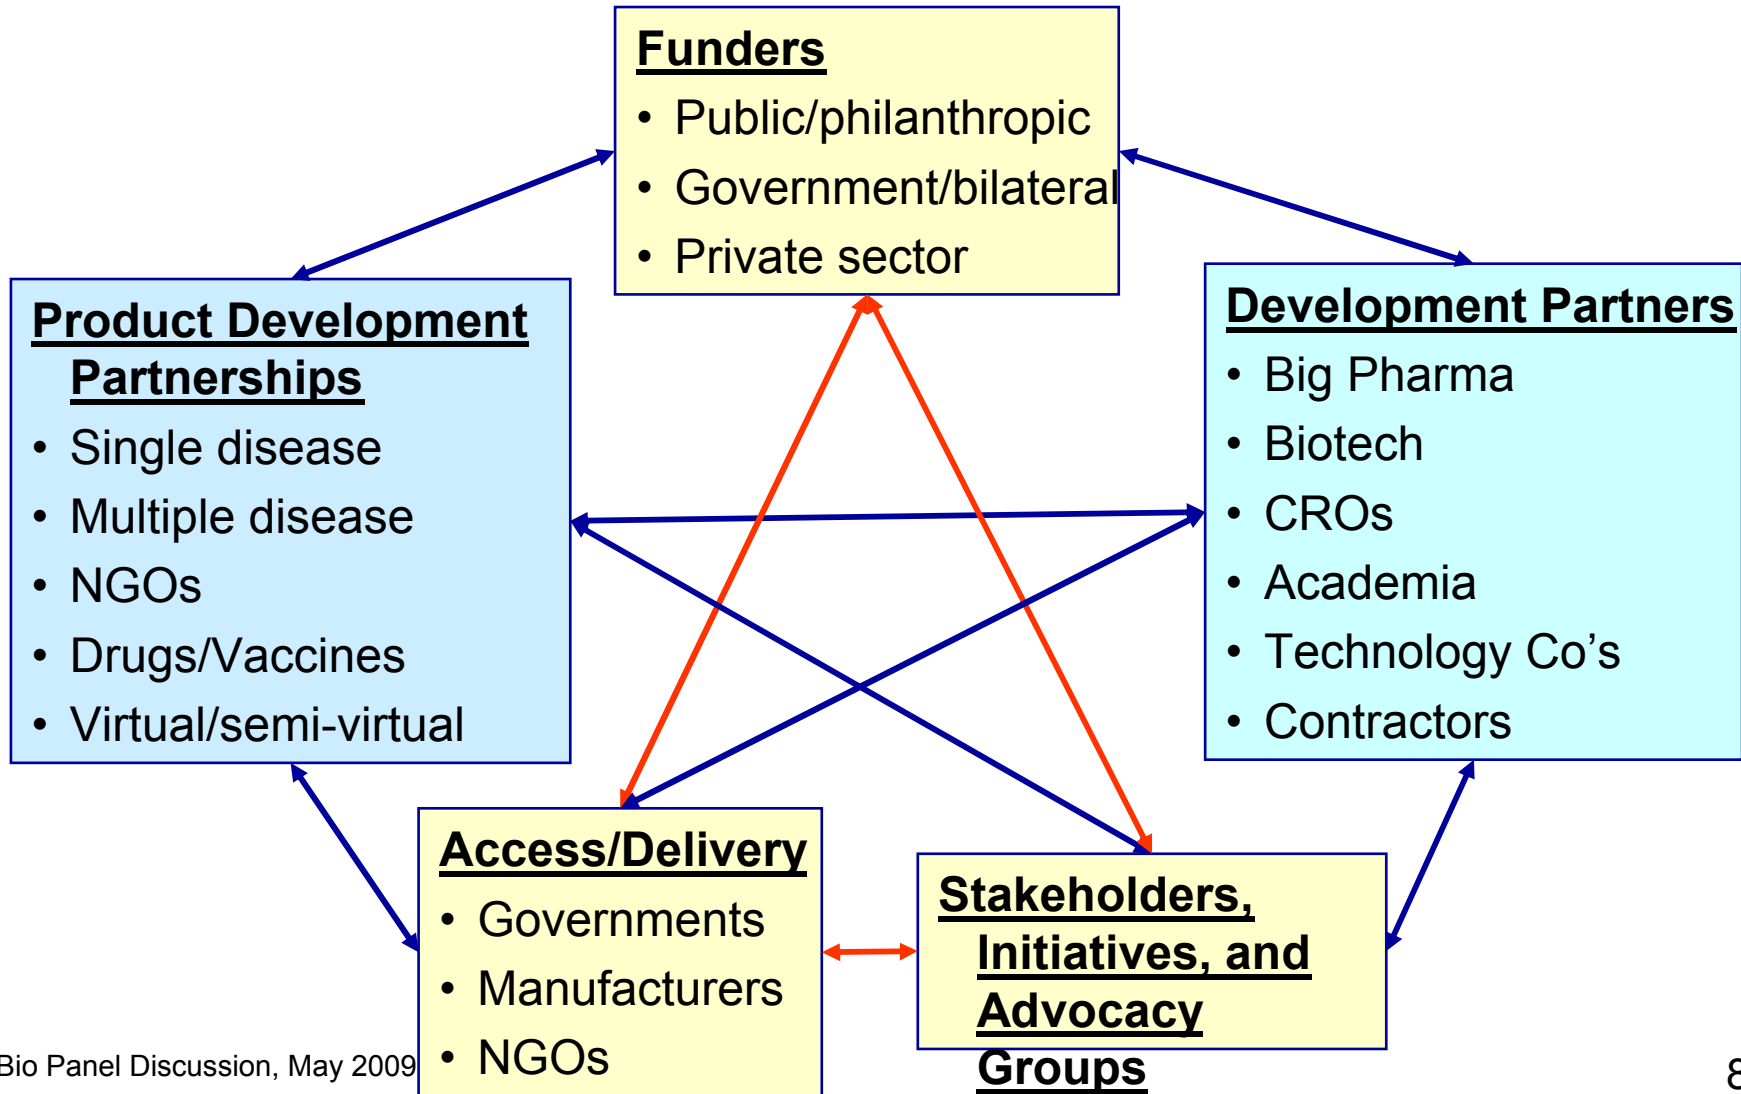 Funders
• Public/philanthropic
• Government/bilateral
• Private sector
Product Development
Partnerships
• Single disease
• Multiple disease
• NGOs
• Drugs/Vaccines
• Virtual/semi-virtual
Development Partners
• Big Pharma
• Biotech
• CROs
• Academia
• Technology Co’s
• Contractors
Access/Delivery
• Governments
• Manufacturers
• NGOs
Stakeholders,
Initiatives, and
Advocacy
Groups
Bio Panel Discussion, May 2009
8